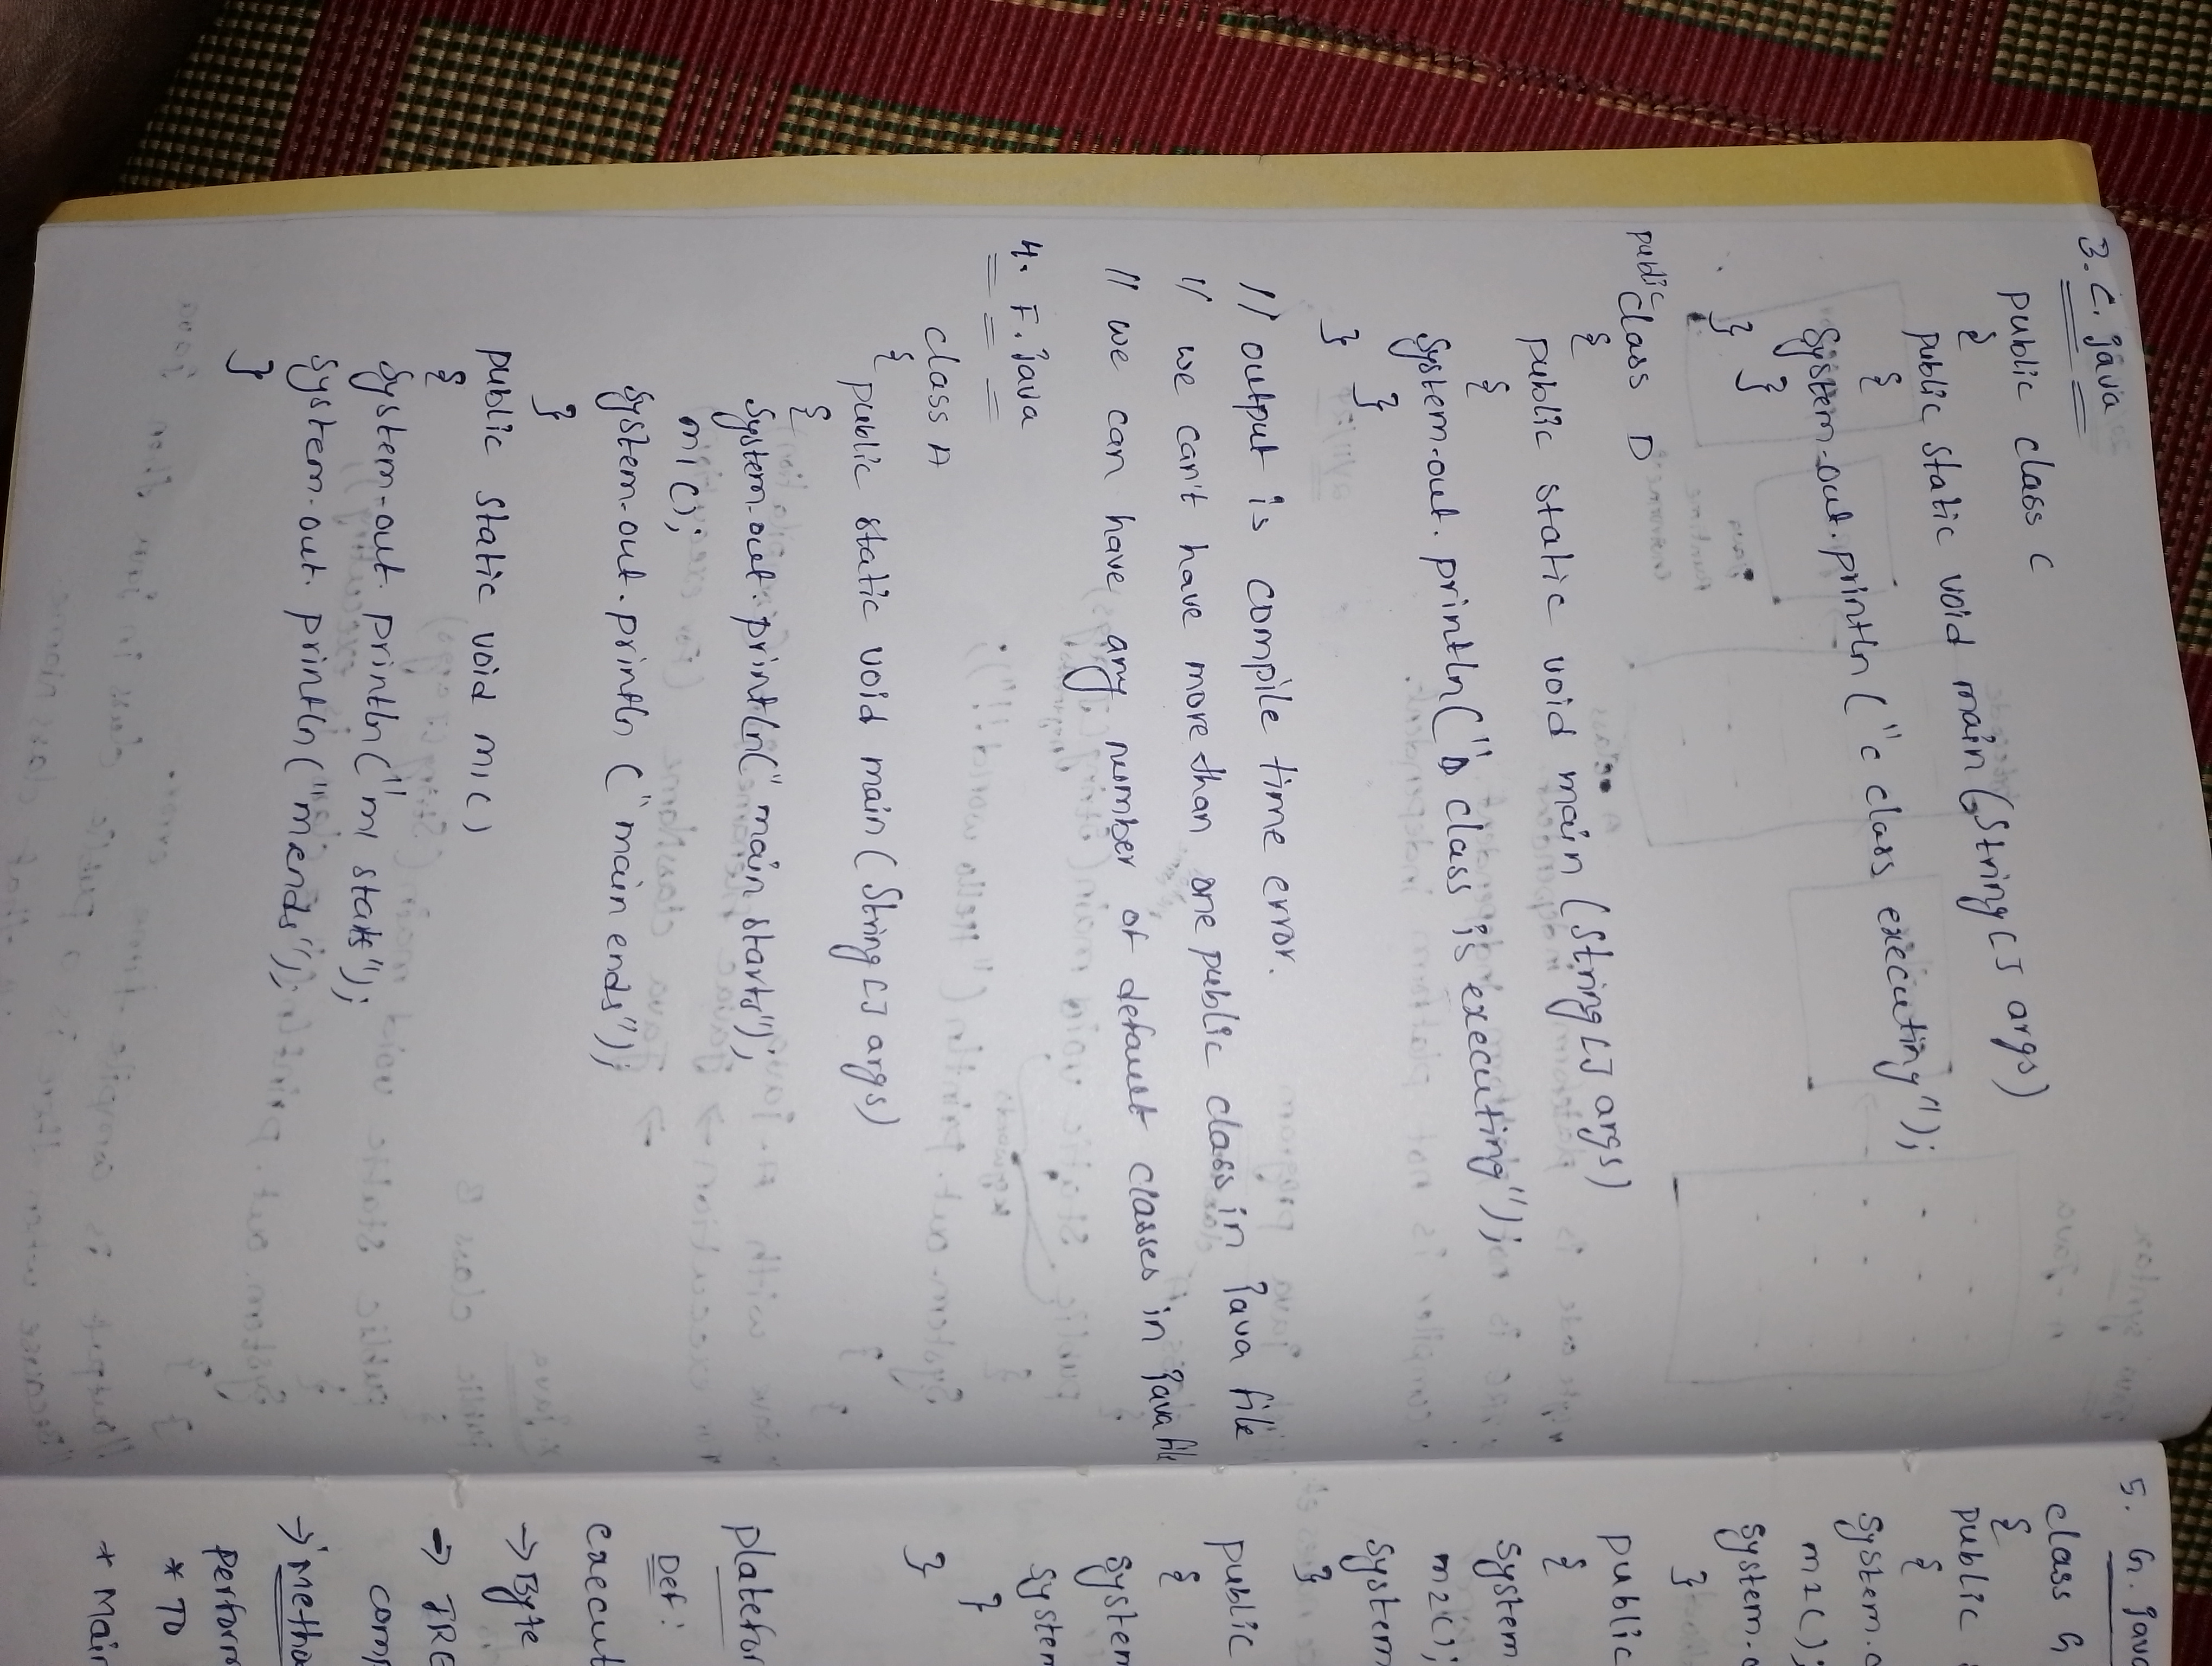 3. C. java
public class C
{
public static void main(String[] args)
{
System.out.println("c class executing");
}
}
public class D
{
public static void main (String[] args)
{
System.out.println("D class is executing");
}
}
// output is compile time error.
// we can't have more than one public class in java file
// we can have any number of default classes in java file
4. F. java
class A
{
public static void main (String[] args)
{
System.out.println("main starts");
m1();
System.out.println("main ends");
}
public static void m1()
{
System.out.println("m1 starts");
System.out.println("m1 ends");
}
5. G. java
class G
{
public
{
System.o
m2();
System.o
}
public
{
System
m2();
System
}
public
{
System
System
}
}
platefor
Def:
execut
→ Byte
→ JRE
comp
→ Metho
perform
* To
* Main